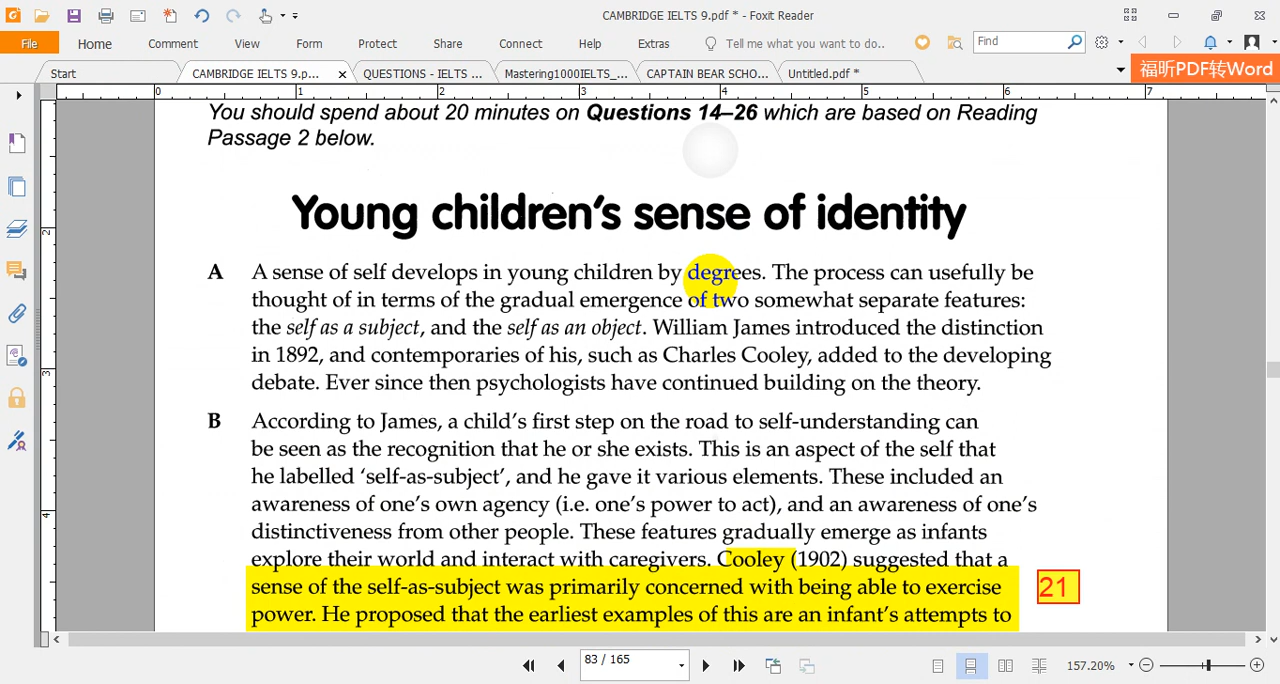 CAMBRIDGE IELTS 9.pdf * - Foxit Reader
File Home Comment View Form Protect Share Connect Help Extras Tell me what you want to do.. Find
Start CAMBRIDGE IELTS 9.p... × QUESTIONS - IELTS ... Mastering1000IELTS_... CAPTAIN BEAR SCHO... Untitled.pdf * 福昕PDF转Word
0 1 2 3 4 5 6 7
You should spend about 20 minutes on Questions 14–26 which are based on Reading
Passage 2 below.
Young children's sense of identity
A A sense of self develops in young children by degrees. The process can usefully be
thought of in terms of the gradual emergence of two somewhat separate features:
the self as a subject, and the self as an object. William James introduced the distinction
in 1892, and contemporaries of his, such as Charles Cooley, added to the developing
debate. Ever since then psychologists have continued building on the theory.
B According to James, a child's first step on the road to self-understanding can
be seen as the recognition that he or she exists. This is an aspect of the self that
he labelled 'self-as-subject', and he gave it various elements. These included an
awareness of one's own agency (i.e. one's power to act), and an awareness of one's
distinctiveness from other people. These features gradually emerge as infants
explore their world and interact with caregivers. Cooley (1902) suggested that a
sense of the self-as-subject was primarily concerned with being able to exercise
21
power. He proposed that the earliest examples of this are an infant's attempts to
2
3
4
83 / 165
157.20%